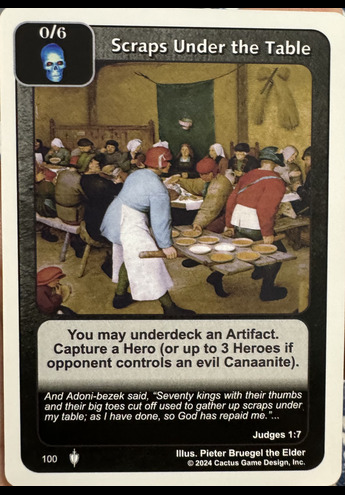 0/6
Scraps Under the Table
You may underdeck an Artifact.
Capture a Hero (or up to 3 Heroes if
opponent controls an evil Canaanite).
And Adoni-bezek said, “Seventy kings with their thumbs
and their big toes cut off used to gather up scraps under
my table; as I have done, so God has repaid me.”...
Judges 1:7
Illus. Pieter Bruegel the Elder
100
© 2024 Cactus Game Design, Inc.